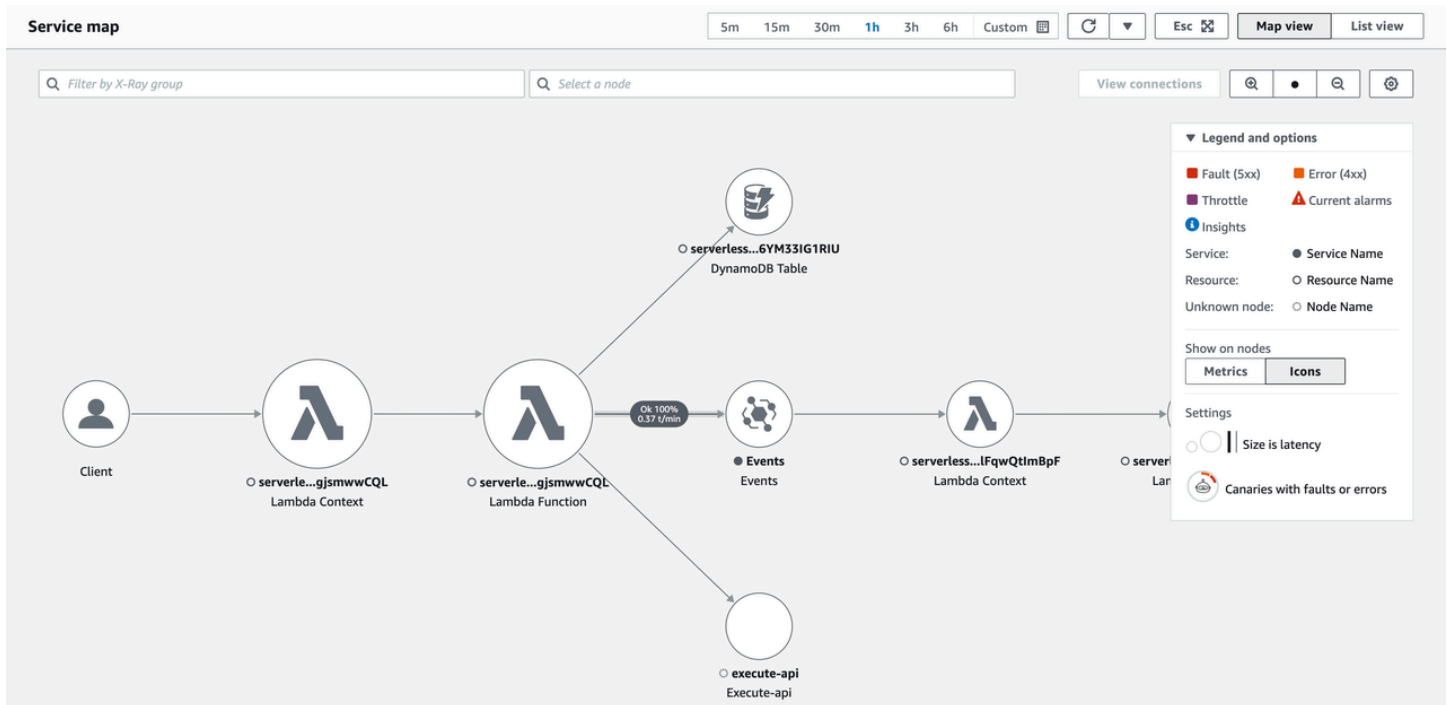 Service map
5m 15m 30m 1h 3h 6h Custom
Esc
Map view List view
Filter by X-Ray group
Select a node
View connections
Legend and options
Fault (5xx) Error (4xx)
Throttle Current alarms
Insights
Service: Service Name
Resource: Resource Name
Unknown node: Node Name
Show on nodes
Metrics Icons
Settings
Size is latency
Canaries with faults or errors
serverless...6YM33IG1RIU
DynamoDB Table
Client
serverle...gjsmwwCQL
Lambda Context
serverle...gjsmwwCQL
Lambda Function
Ok 100%
0.37 t/min
Events
Events
serverless...lFqwQtImBpF
Lambda Context
server
Lar
execute-api
Execute-api